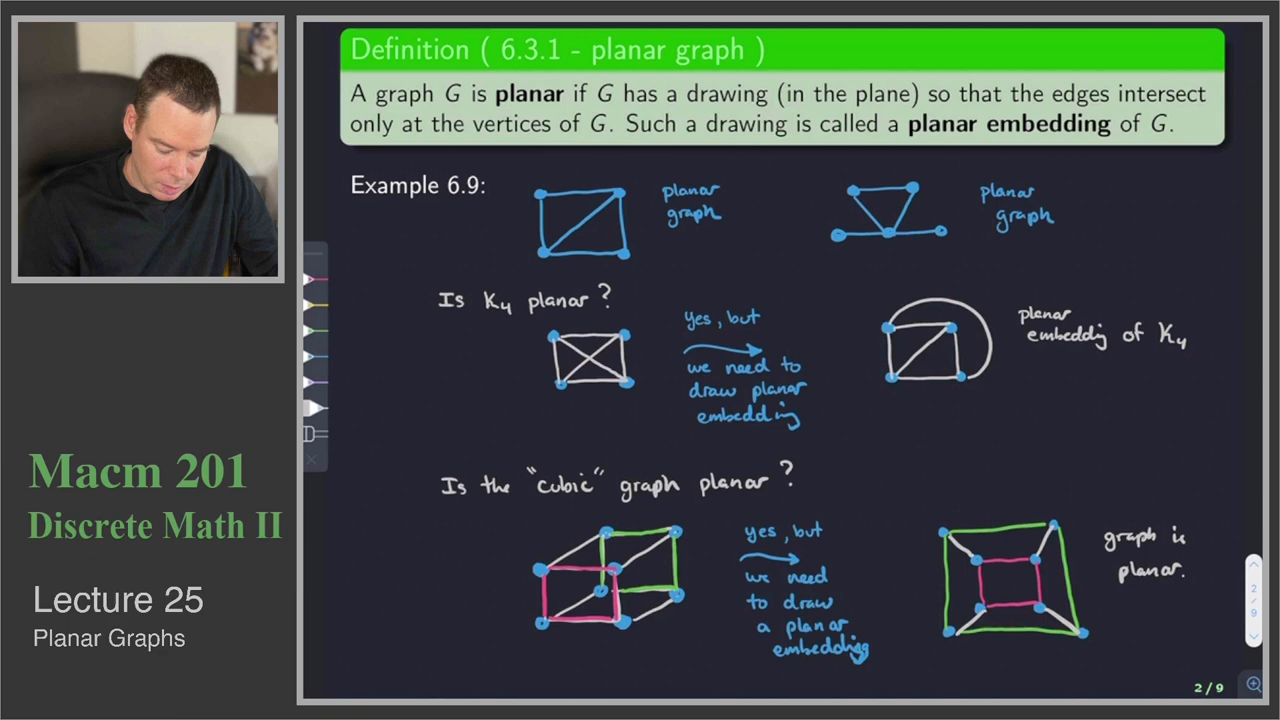 Definition ( 6.3.1 - planar graph )
A graph G is planar if G has a drawing (in the plane) so that the edges intersect
only at the vertices of G. Such a drawing is called a planar embedding of G.
Example 6.9:
planar
graph
planar
graph
Is K4 planar?
yes, but
we need to
draw planar
embedding
planar
embeddig of K4
Is the "cubic" graph planar?
yes, but
we need
to draw
a planar
embedding
graph is
planar.
Macm 201
Discrete Math II
Lecture 25
Planar Graphs
2
/
9
2 / 9